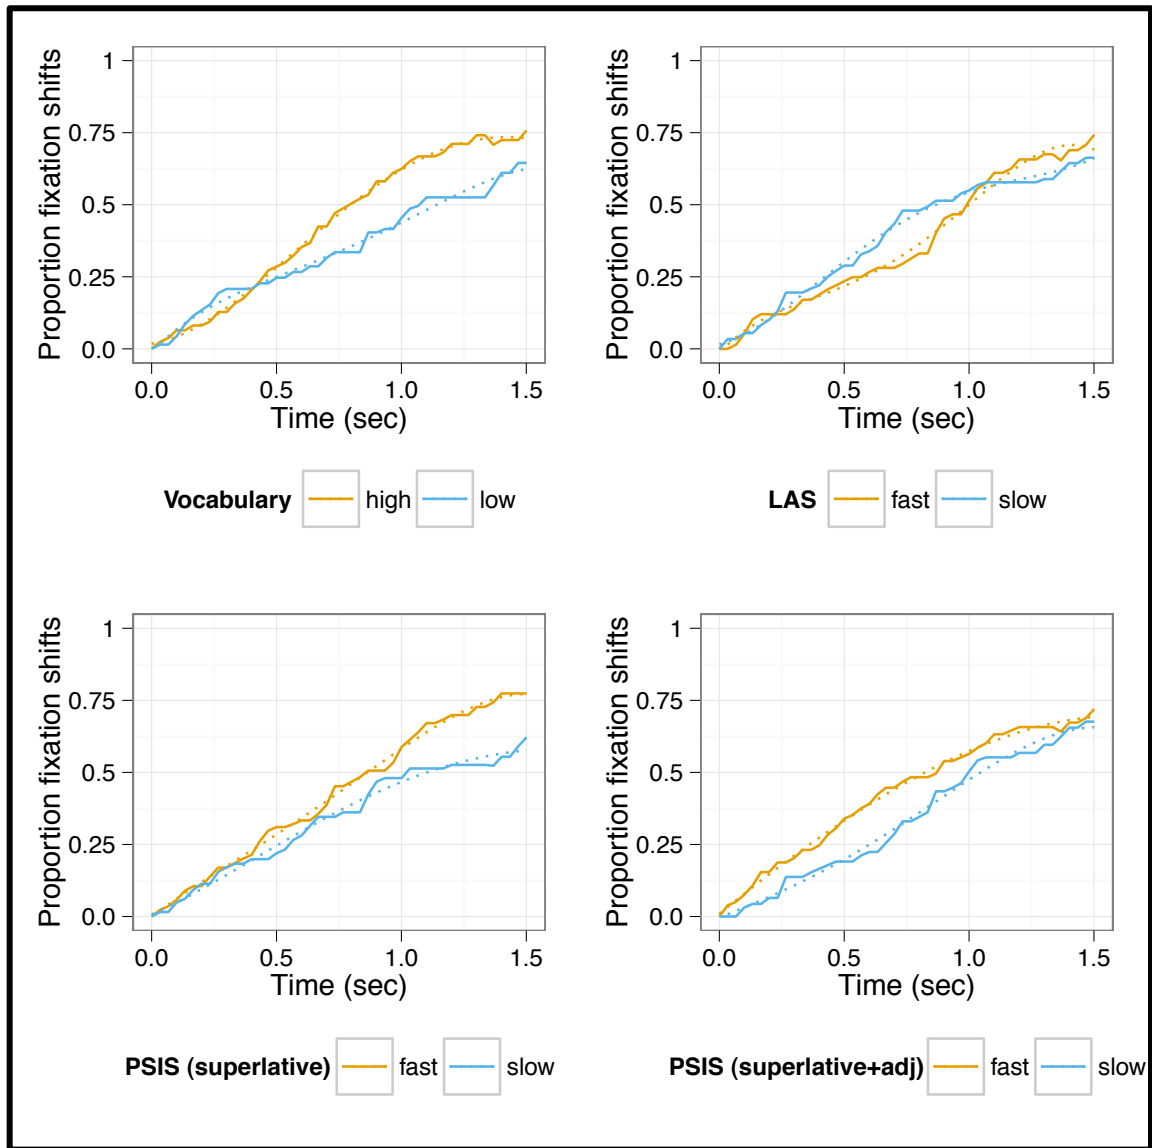 Proportion fixation shifts
1
0.75
0.5
0.25
0.0
0.0 0.5 1.0 1.5
Time (sec)
Vocabulary high low
Proportion fixation shifts
1
0.75
0.5
0.25
0.0
0.0 0.5 1.0 1.5
Time (sec)
LAS fast slow
Proportion fixation shifts
1
0.75
0.5
0.25
0.0
0.0 0.5 1.0 1.5
Time (sec)
PSIS (superlative) fast slow
Proportion fixation shifts
1
0.75
0.5
0.25
0.0
0.0 0.5 1.0 1.5
Time (sec)
PSIS (superlative+adj) fast slow